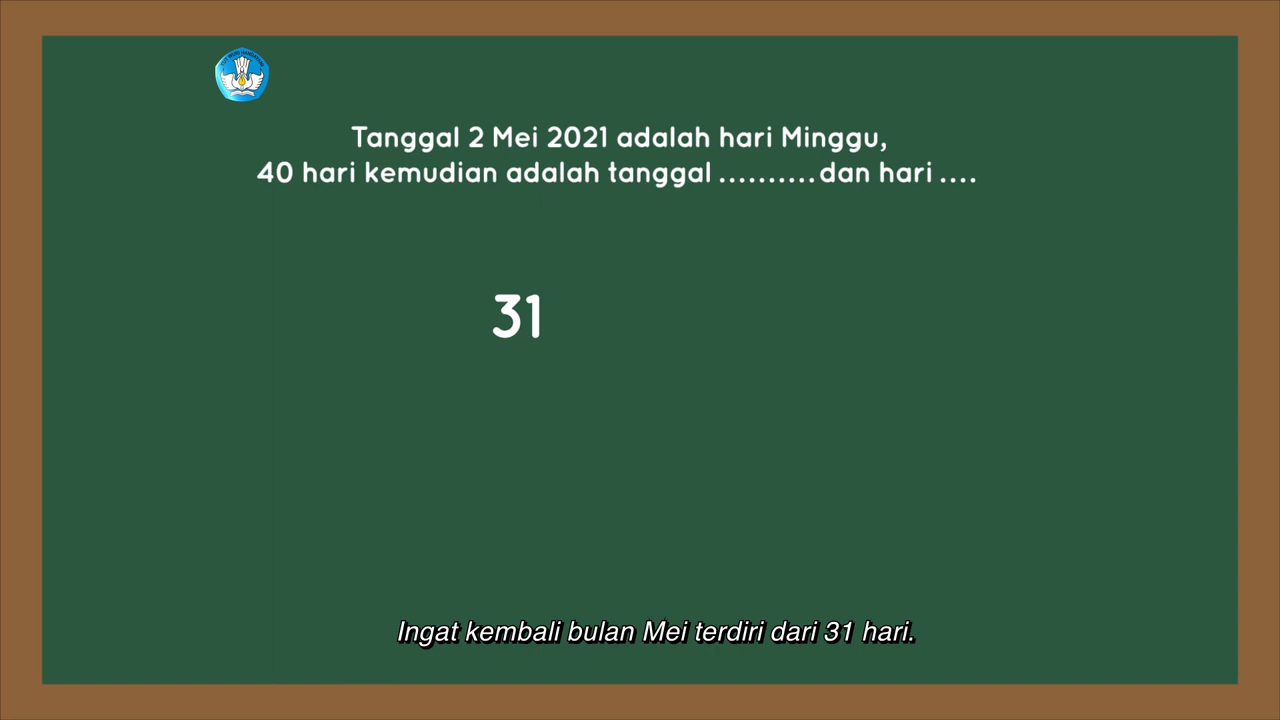 Tanggal 2 Mei 2021 adalah hari Minggu,
40 hari kemudian adalah tanggal ..........dan hari ....
31
Ingat kembali bulan Mei terdiri dari 31 hari.